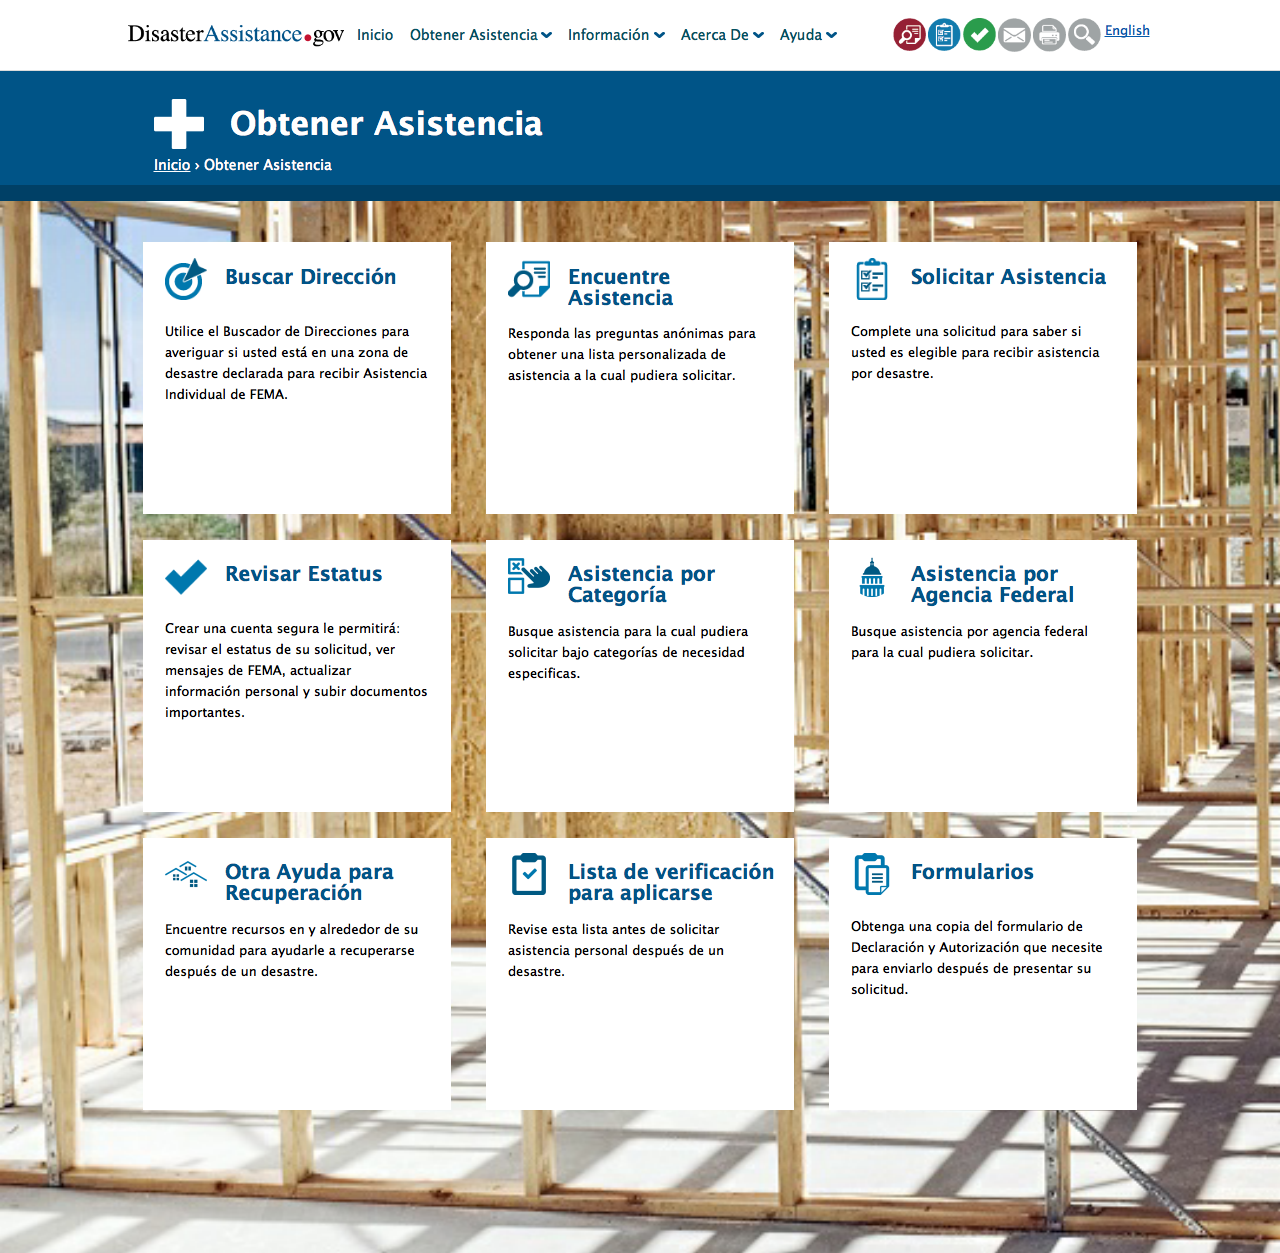 DisasterAssistance.gov Inicio Obtener Asistencia Información Acerca De Ayuda English
Obtener Asistencia
Inicio › Obtener Asistencia
Buscar Dirección
Utilice el Buscador de Direcciones para
averiguar si usted está en una zona de
desastre declarada para recibir Asistencia
Individual de FEMA.
Encuentre
Asistencia
Responda las preguntas anónimas para
obtener una lista personalizada de
asistencia a la cual pudiera solicitar.
Solicitar Asistencia
Complete una solicitud para saber si
usted es elegible para recibir asistencia
por desastre.
Revisar Estatus
Crear una cuenta segura le permitirá:
revisar el estatus de su solicitud, ver
mensajes de FEMA, actualizar
información personal y subir documentos
importantes.
Asistencia por
Categoría
Busque asistencia para la cual pudiera
solicitar bajo categorías de necesidad
especificas.
Asistencia por
Agencia Federal
Busque asistencia por agencia federal
para la cual pudiera solicitar.
Otra Ayuda para
Recuperación
Encuentre recursos en y alrededor de su
comunidad para ayudarle a recuperarse
después de un desastre.
Lista de verificación
para aplicarse
Revise esta lista antes de solicitar
asistencia personal después de un
desastre.
Formularios
Obtenga una copia del formulario de
Declaración y Autorización que necesite
para enviarlo después de presentar su
solicitud.